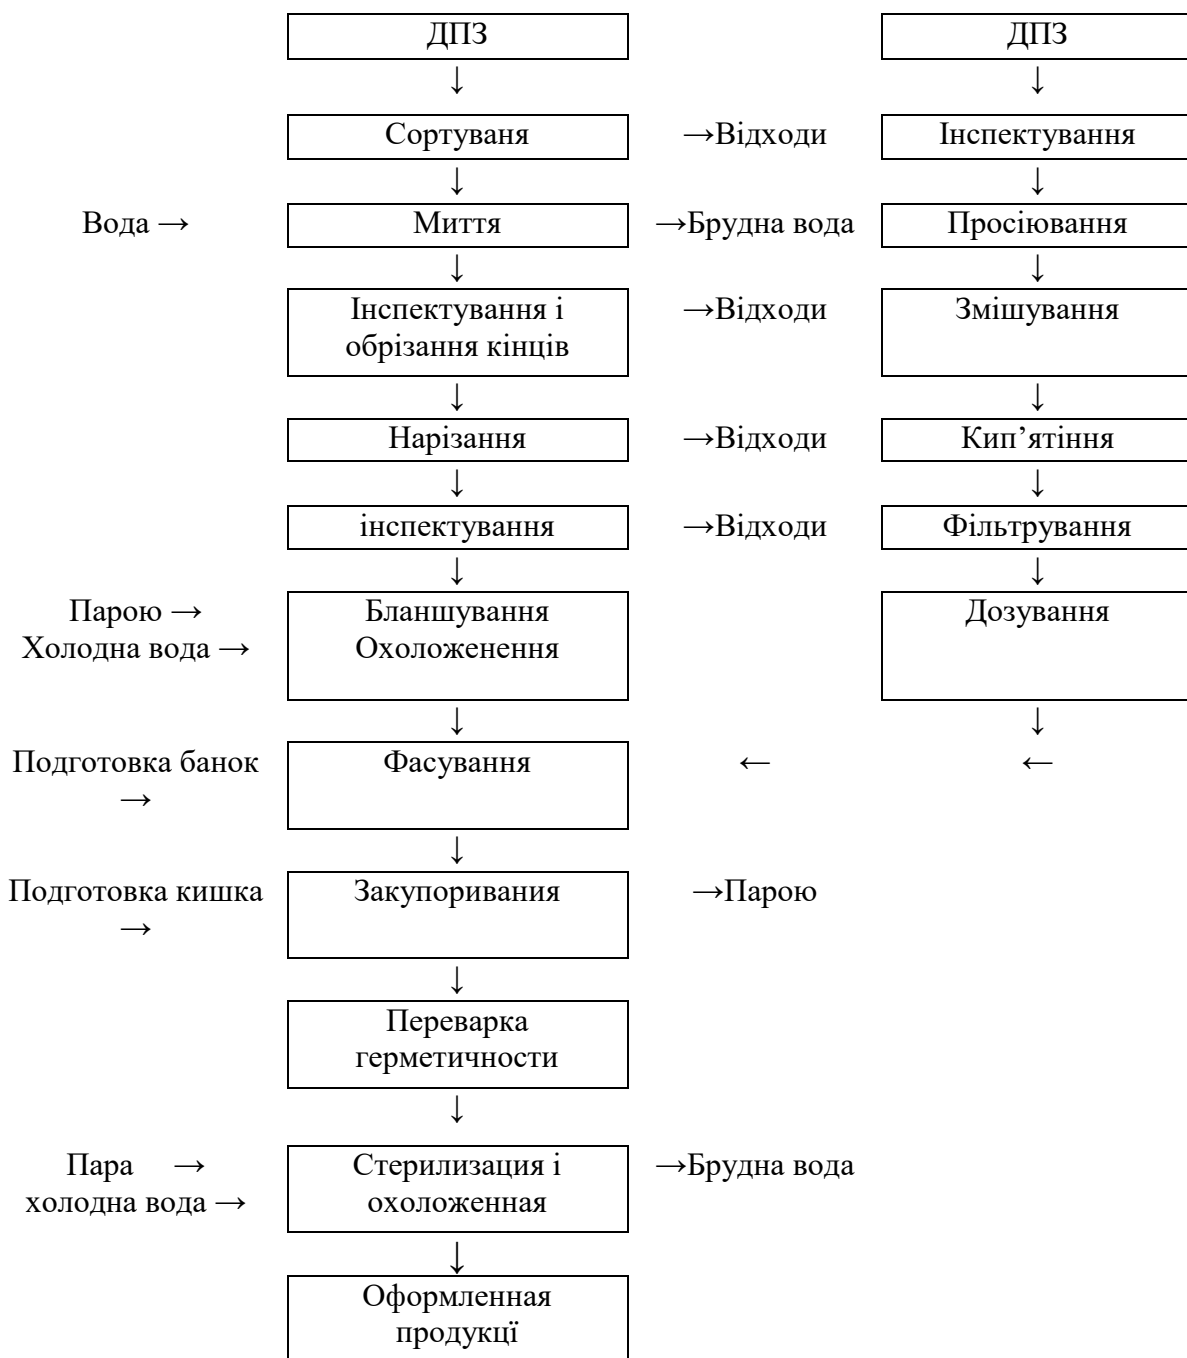 ДПЗ ДПЗ
↓ ↓
Сортуваня →Відходи Інспектування
↓ ↓
Вода → Миття →Брудна вода Просіювання
↓ ↓
Інспектування і →Відходи Змішування
обрізання кінців
↓ ↓
Нарізання →Відходи Кип’ятіння
↓ ↓
інспектування →Відходи Фільтрування
↓ ↓
Парою → Бланшування Дозування
Холодна вода → Охоложенення
↓ ↓
Подготовка банок Фасування ← ←
→
↓
Подготовка кишка Закупоривания →Парою
→
↓
Переварка
герметичности
↓
Пара → Стерилизация і →Брудна вода
холодна вода → охоложенная
↓
Оформленная
продукцї